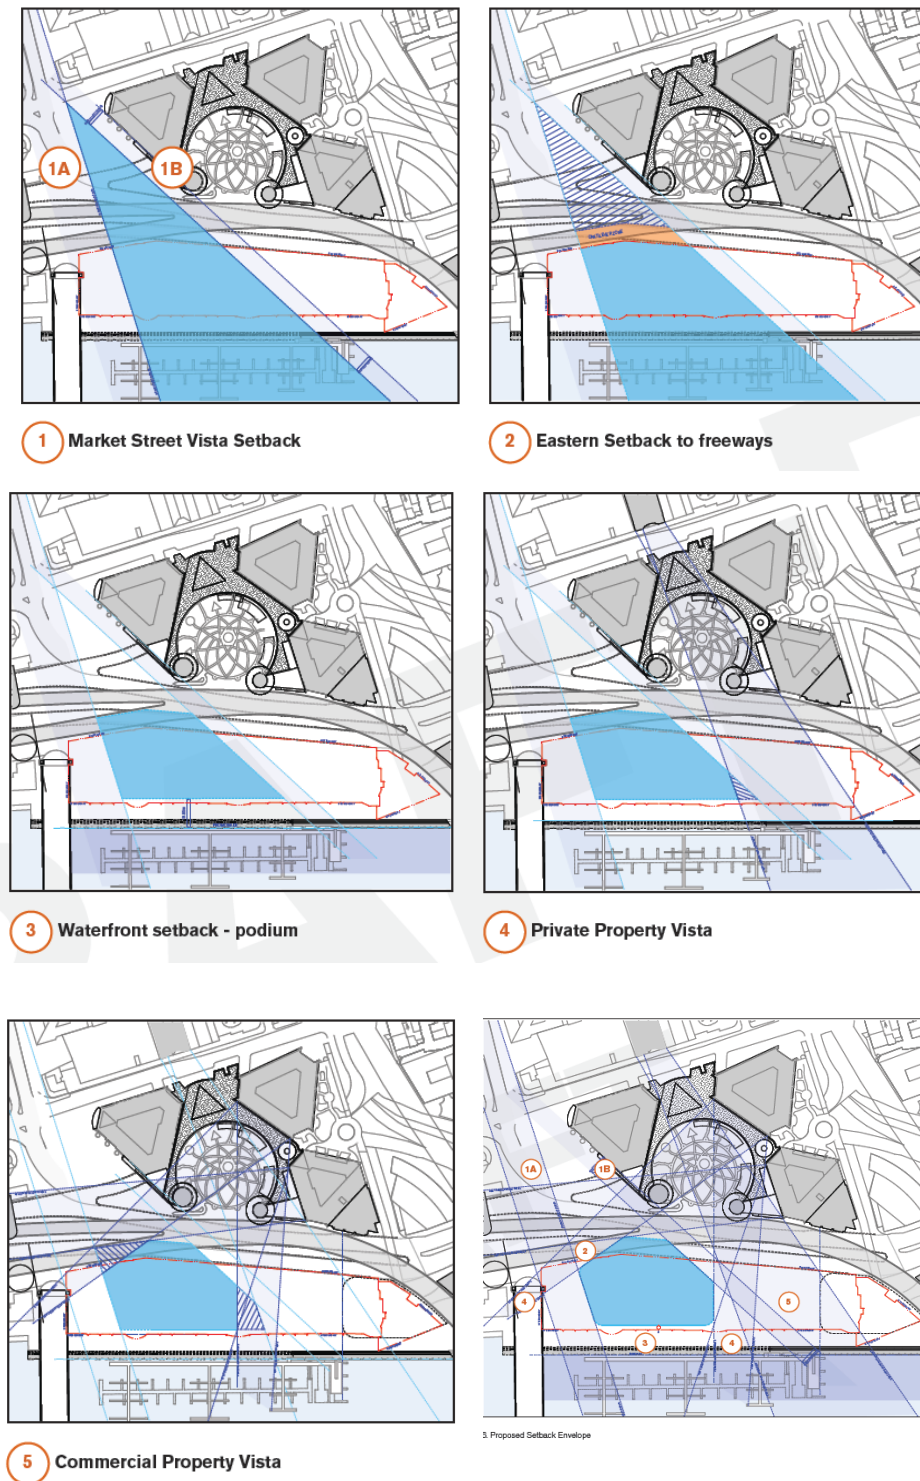 1A
1B
1 Market Street Vista Setback
2 Eastern Setback to freeways
3 Waterfront setback - podium
4 Private Property Vista
5 Commercial Property Vista
1A
1B
2
4
5
3
4
6. Proposed Setback Envelope